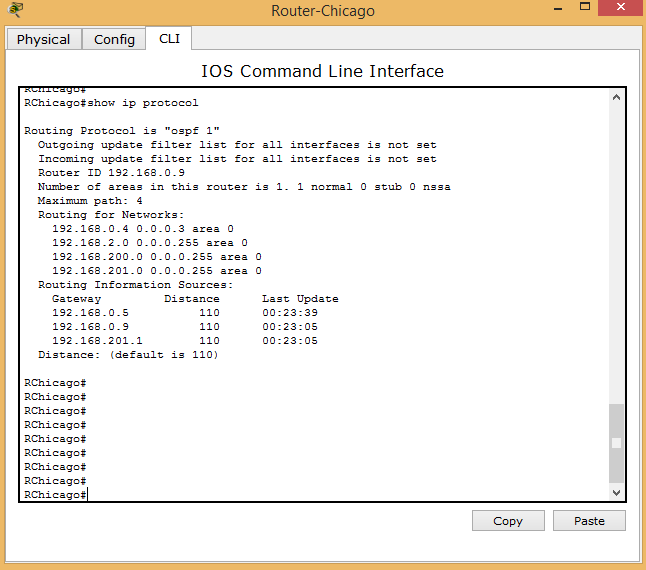 Router-Chicago
Physical Config CLI
IOS Command Line Interface
RChicago#
RChicago#show ip protocol
Routing Protocol is "ospf 1"
Outgoing update filter list for all interfaces is not set
Incoming update filter list for all interfaces is not set
Router ID 192.168.0.9
Number of areas in this router is 1. 1 normal 0 stub 0 nssa
Maximum path: 4
Routing for Networks:
192.168.0.4 0.0.0.3 area 0
192.168.2.0 0.0.0.255 area 0
192.168.200.0 0.0.0.255 area 0
192.168.201.0 0.0.0.255 area 0
Routing Information Sources:
Gateway Distance Last Update
192.168.0.5 110 00:23:39
192.168.0.9 110 00:23:05
192.168.201.1 110 00:23:05
Distance: (default is 110)
RChicago#
RChicago#
RChicago#
RChicago#
RChicago#
RChicago#
RChicago#
RChicago#
RChicago#
Copy Paste